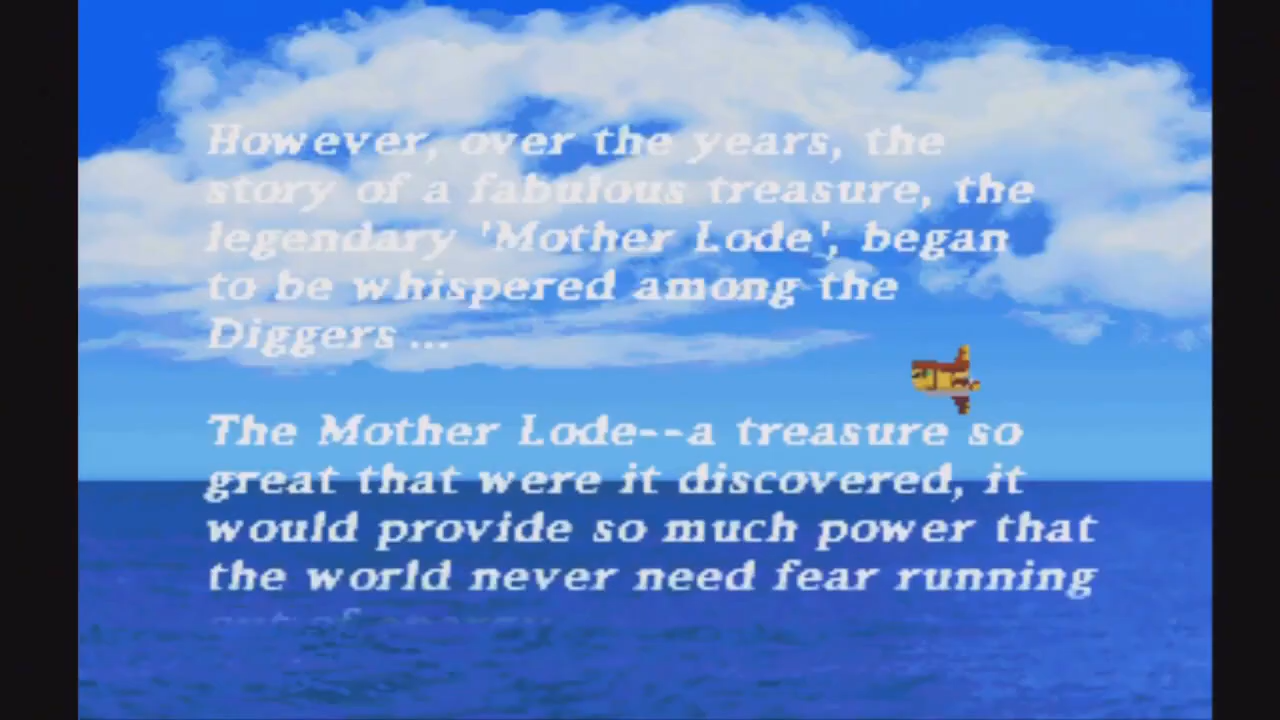 However, over the years, the
story of a fabulous treasure, the
legendary 'Mother Lode', began
to be whispered among the
Diggers ...
The Mother Lode--a treasure so
great that were it discovered, it
would provide so much power that
the world never need fear running